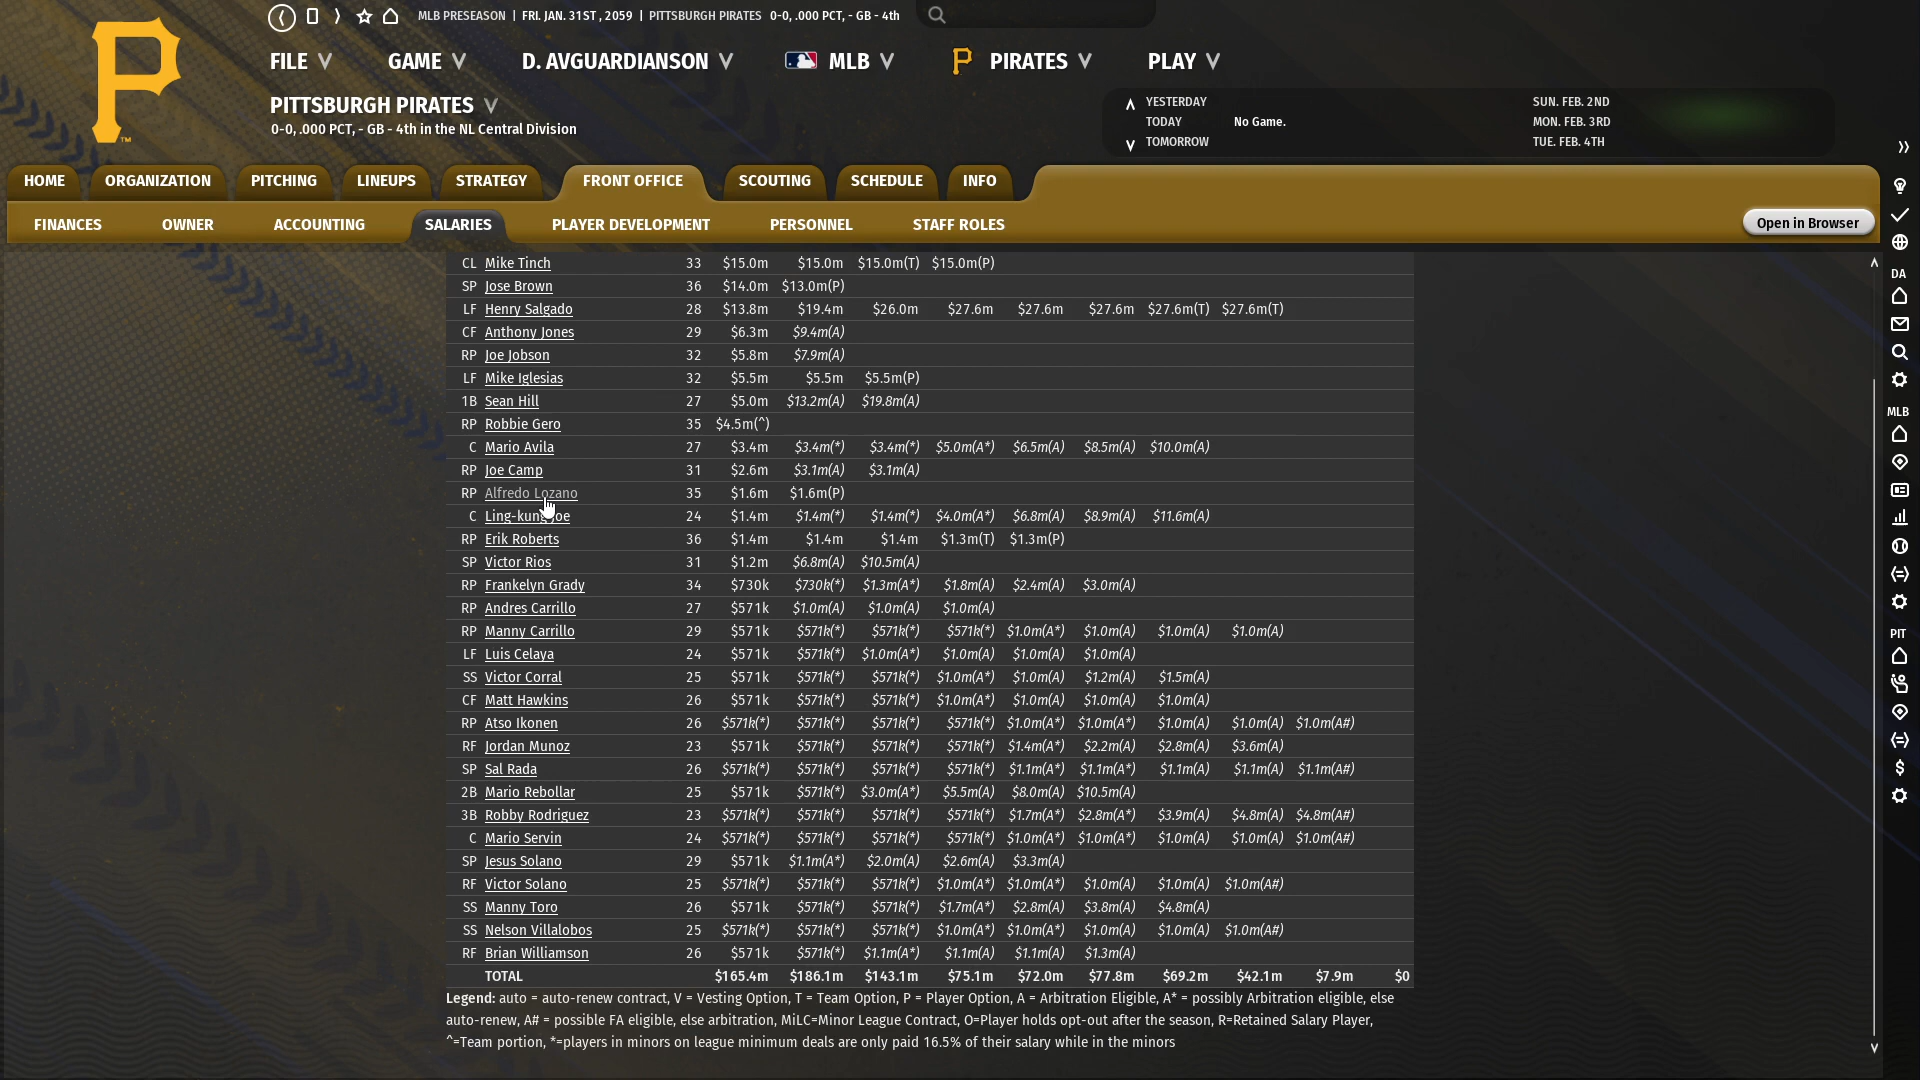 MLB PRESEASON | FRI. JAN. 31ST , 2059 | PITTSBURGH PIRATES 0-0, .000 PCT, - GB - 4th
FILE GAME D. AVGUARDIANSON MLB PIRATES PLAY
PITTSBURGH PIRATES
0-0, .000 PCT, - GB - 4th in the NL Central Division
YESTERDAY SUN. FEB. 2ND
TODAY No Game. MON. FEB. 3RD
TOMORROW TUE. FEB. 4TH
HOME ORGANIZATION PITCHING LINEUPS STRATEGY FRONT OFFICE SCOUTING SCHEDULE INFO
FINANCES OWNER ACCOUNTING SALARIES PLAYER DEVELOPMENT PERSONNEL STAFF ROLES Open in Browser
CL Mike Tinch 33 $15.0m $15.0m $15.0m(T) $15.0m(P)
SP Jose Brown 36 $14.0m $13.0m(P)
LF Henry Salgado 28 $13.8m $19.4m $26.0m $27.6m $27.6m $27.6m $27.6m(T) $27.6m(T)
CF Anthony Jones 29 $6.3m $9.4m(A)
RP Joe Jobson 32 $5.8m $7.9m(A)
LF Mike Iglesias 32 $5.5m $5.5m $5.5m(P)
1B Sean Hill 27 $5.0m $13.2m(A) $19.8m(A)
RP Robbie Gero 35 $4.5m(^)
C Mario Avila 27 $3.4m $3.4m(*) $3.4m(*) $5.0m(A*) $6.5m(A) $8.5m(A) $10.0m(A)
RP Joe Camp 31 $2.6m $3.1m(A) $3.1m(A)
RP Alfredo Lozano 35 $1.6m $1.6m(P)
C Ling-kung Joe 24 $1.4m $1.4m(*) $1.4m(*) $4.0m(A*) $6.8m(A) $8.9m(A) $11.6m(A)
RP Erik Roberts 36 $1.4m $1.4m $1.4m $1.3m(T) $1.3m(P)
SP Victor Rios 31 $1.2m $6.8m(A) $10.5m(A)
RP Frankelyn Grady 34 $730k $730k(*) $1.3m(A*) $1.8m(A) $2.4m(A) $3.0m(A)
RP Andres Carrillo 27 $571k $1.0m(A) $1.0m(A) $1.0m(A)
RP Manny Carrillo 29 $571k $571k(*) $571k(*) $571k(*) $1.0m(A*) $1.0m(A) $1.0m(A) $1.0m(A)
LF Luis Celaya 24 $571k $571k(*) $1.0m(A*) $1.0m(A) $1.0m(A) $1.0m(A)
SS Victor Corral 25 $571k $571k(*) $571k(*) $1.0m(A*) $1.0m(A) $1.2m(A) $1.5m(A)
CF Matt Hawkins 26 $571k $571k(*) $571k(*) $1.0m(A*) $1.0m(A) $1.0m(A) $1.0m(A)
RP Atso Ikonen 26 $571k(*) $571k(*) $571k(*) $571k(*) $1.0m(A*) $1.0m(A*) $1.0m(A) $1.0m(A) $1.0m(A#)
RF Jordan Munoz 23 $571k $571k(*) $571k(*) $571k(*) $1.4m(A*) $2.2m(A) $2.8m(A) $3.6m(A)
SP Sal Rada 26 $571k(*) $571k(*) $571k(*) $571k(*) $1.1m(A*) $1.1m(A*) $1.1m(A) $1.1m(A) $1.1m(A#)
2B Mario Rebollar 25 $571k $571k(*) $3.0m(A*) $5.5m(A) $8.0m(A) $10.5m(A)
3B Robby Rodriguez 23 $571k(*) $571k(*) $571k(*) $571k(*) $1.7m(A*) $2.8m(A*) $3.9m(A) $4.8m(A) $4.8m(A#)
C Mario Servin 24 $571k(*) $571k(*) $571k(*) $571k(*) $1.0m(A*) $1.0m(A*) $1.0m(A) $1.0m(A) $1.0m(A#)
SP Jesus Solano 29 $571k $1.1m(A*) $2.0m(A) $2.6m(A) $3.3m(A)
RF Victor Solano 25 $571k(*) $571k(*) $571k(*) $1.0m(A*) $1.0m(A*) $1.0m(A) $1.0m(A) $1.0m(A#)
SS Manny Toro 26 $571k $571k(*) $571k(*) $1.7m(A*) $2.8m(A) $3.8m(A) $4.8m(A)
SS Nelson Villalobos 25 $571k(*) $571k(*) $571k(*) $1.0m(A*) $1.0m(A*) $1.0m(A) $1.0m(A) $1.0m(A#)
RF Brian Williamson 26 $571k $571k(*) $1.1m(A*) $1.1m(A) $1.1m(A) $1.3m(A)
TOTAL $165.4m $186.1m $143.1m $75.1m $72.0m $77.8m $69.2m $42.1m $7.9m $0
Legend: auto = auto-renew contract, V = Vesting Option, T = Team Option, P = Player Option, A = Arbitration Eligible, A* = possibly Arbitration eligible, else
auto-renew, A# = possible FA eligible, else arbitration, MiLC=Minor League Contract, O=Player holds opt-out after the season, R=Retained Salary Player,
^=Team portion, *=players in minors on league minimum deals are only paid 16.5% of their salary while in the minors
DA
MLB
PIT